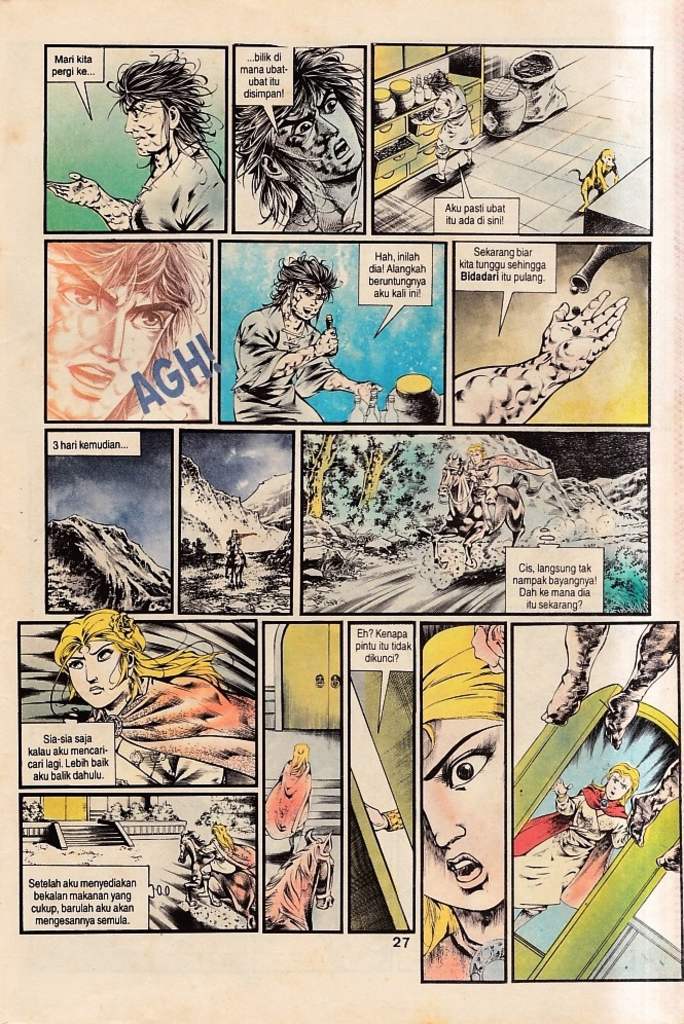 Mari kita
pergi ke...
...bilik di
mana ubat-
ubat itu
disimpan!
Aku pasti ubat
itu ada di sini!
AGH!
Hah, inilah
dia! Alangkah
beruntungnya
aku kali ini!
Sekarang biar
kita tunggu sehingga
Bidadari itu pulang.
3 hari kemudian...
Cis, langsung tak
nampak bayangnya!
Dah ke mana dia
itu sekarang?
Sia-sia saja
kalau aku mencari-
cari lagi. Lebih baik
aku balik dahulu.
Setelah aku menyediakan
bekalan makanan yang
cukup, barulah aku akan
mengesannya semula.
Eh? Kenapa
pintu itu tidak
dikunci?
27